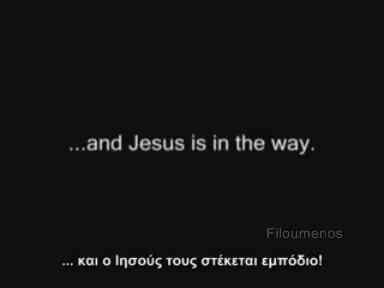 ...and Jesus is in the way.
Filoumenos
... και ο Ιησούς τους στέκεται εμπόδιο!